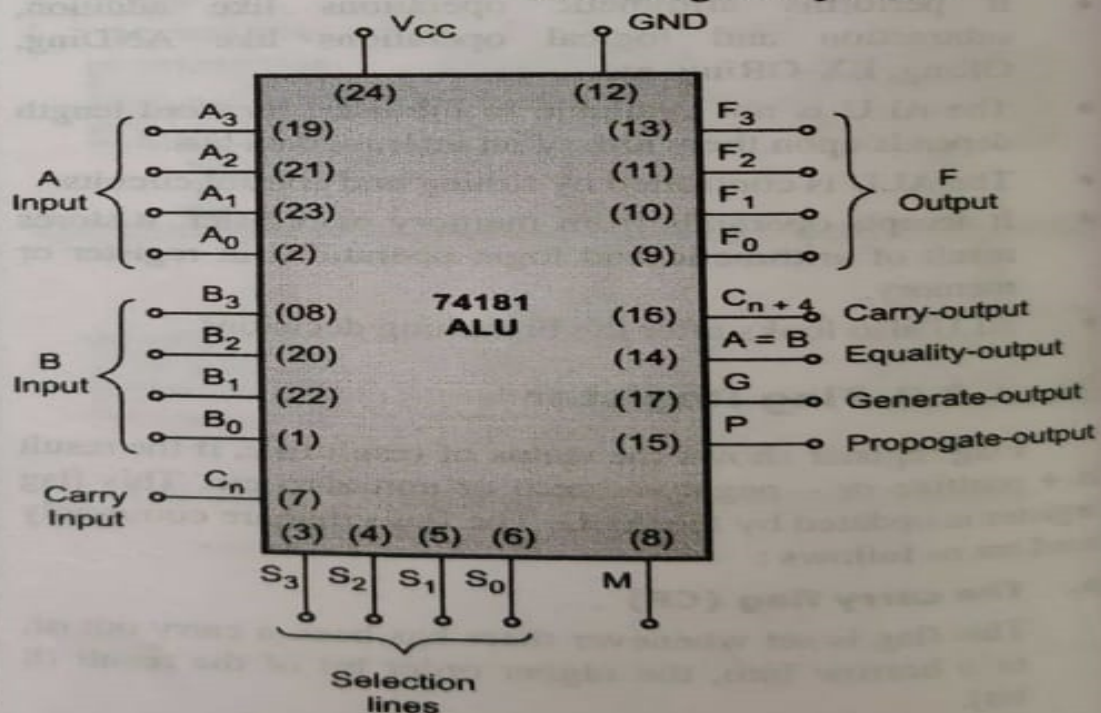 VCC
GND
(24)
(12)
A3
(19)
(13)
F3
A2
(21)
(11)
F2
A
Input
A1
(23)
(10)
F1
F
Output
A0
(2)
(9)
F0
B3
(08)
74181
ALU
(16)
Cn + 4
Carry-output
B2
(20)
(14)
A = B
Equality-output
B
Input
B1
(22)
(17)
G
Generate-output
B0
(1)
(15)
P
Propogate-output
Carry
Input
Cn
(7)
(3) (4) (5) (6) (8)
S3 S2 S1 S0 M
Selection
lines